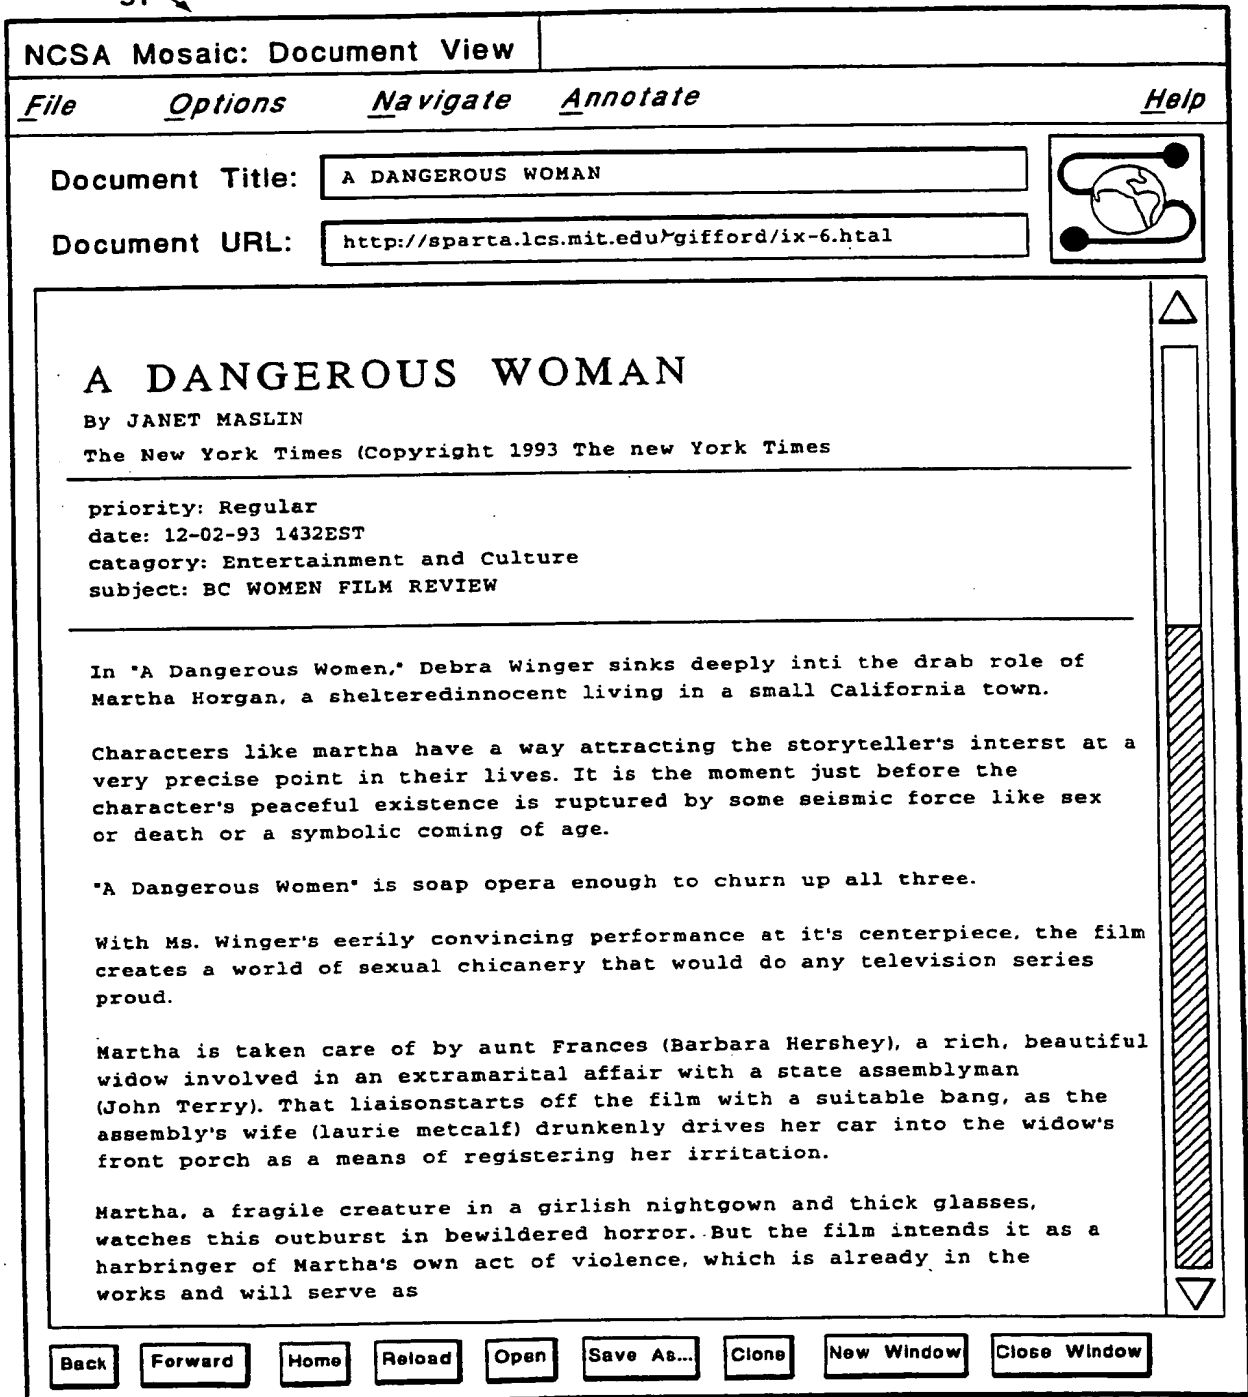 NCSA Mosaic: Document View
File Options Navigate Annotate Help
Document Title: A DANGEROUS WOMAN
Document URL: http://sparta.lcs.mit.edu/~gifford/ix-6.htal
A DANGEROUS WOMAN
By JANET MASLIN
The New York Times (Copyright 1993 The new York Times
priority: Regular
date: 12-02-93 1432EST
catagory: Entertainment and Culture
subject: BC WOMEN FILM REVIEW
In "A Dangerous Women," Debra Winger sinks deeply inti the drab role of
Martha Horgan, a shelteredinnocent living in a small California town.
Characters like martha have a way attracting the storyteller's interst at a
very precise point in their lives. It is the moment just before the
character's peaceful existence is ruptured by some seismic force like sex
or death or a symbolic coming of age.
"A Dangerous Women" is soap opera enough to churn up all three.
With Ms. Winger's eerily convincing performance at it's centerpiece, the film
creates a world of sexual chicanery that would do any television series
proud.
Martha is taken care of by aunt Frances (Barbara Hershey), a rich, beautiful
widow involved in an extramarital affair with a state assemblyman
(John Terry). That liaisonstarts off the film with a suitable bang, as the
assembly's wife (laurie metcalf) drunkenly drives her car into the widow's
front porch as a means of registering her irritation.
Martha, a fragile creature in a girlish nightgown and thick glasses,
watches this outburst in bewildered horror. But the film intends it as a
harbringer of Martha's own act of violence, which is already in the
works and will serve as
Back Forward Home Reload Open Save As... Clone New Window Close Window